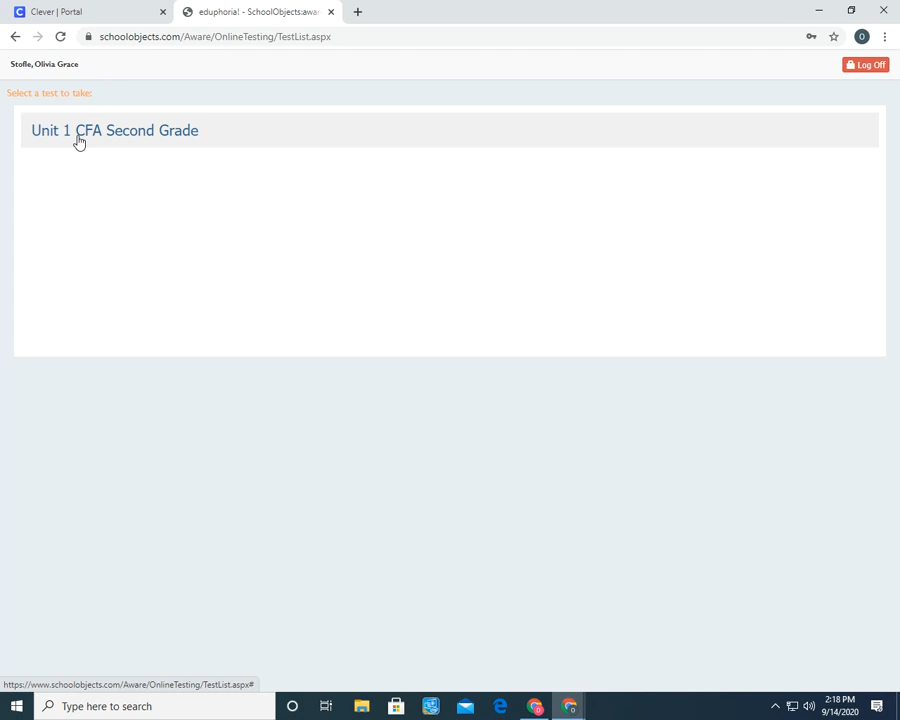 Clever | Portal
eduphoria! - SchoolObjects:awar
schoolobjects.com/Aware/OnlineTesting/TestList.aspx
O
Stofle, Olivia Grace
Log Off
Select a test to take:
Unit 1 CFA Second Grade
https://www.schoolobjects.com/Aware/OnlineTesting/TestList.aspx#
Type here to search
2:18 PM
9/14/2020